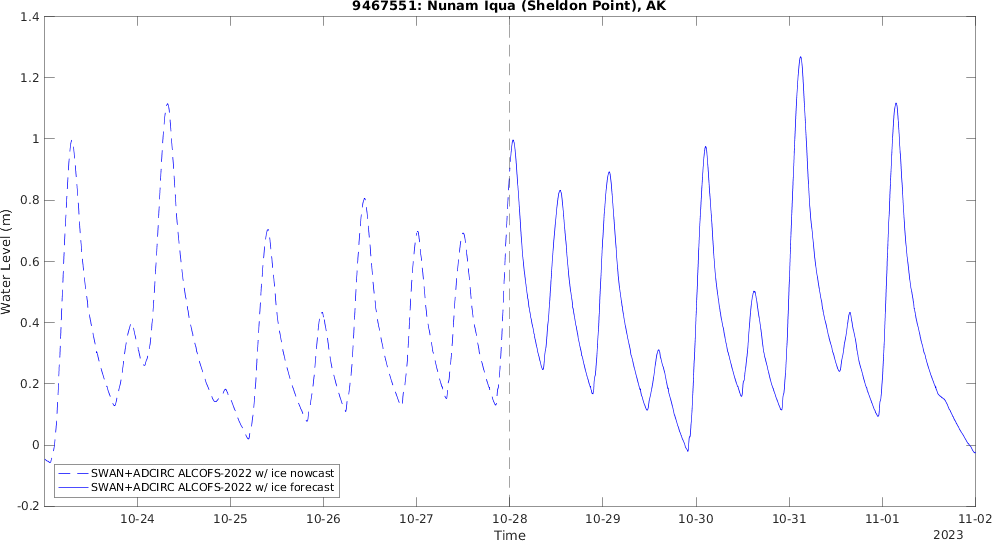 9467551: Nunam Iqua (Sheldon Point), AK
1.4
1.2
1
0.8
0.6
0.4
0.2
0
-0.2
Water Level (m)
SWAN+ADCIRC ALCOFS-2022 w/ ice nowcast
SWAN+ADCIRC ALCOFS-2022 w/ ice forecast
10-24 10-25 10-26 10-27 10-28 10-29 10-30 10-31 11-01 11-02
Time
2023